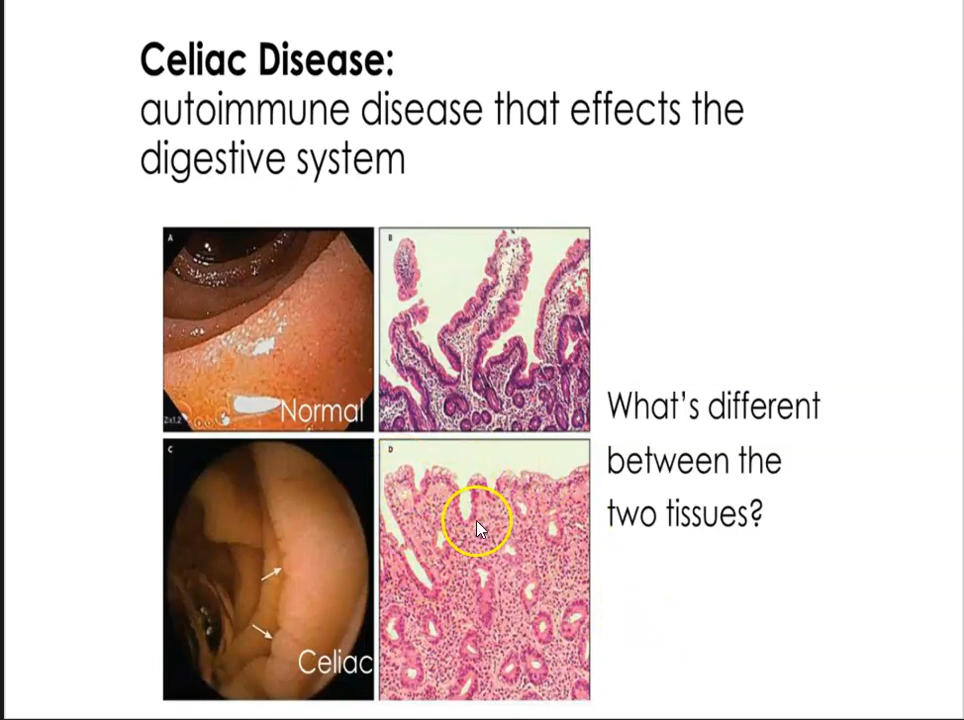 Celiac Disease:
autoimmune disease that effects the
digestive system
A
B
Normal
C
D
Celiac
What's different
between the
two tissues?